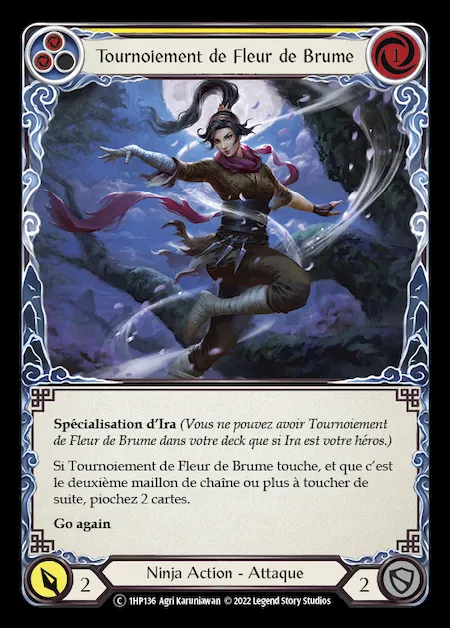 Tournoiement de Fleur de Brume
1
Spécialisation d'Ira (Vous ne pouvez avoir Tournoiement
de Fleur de Brume dans votre deck que si Ira est votre héros.)
Si Tournoiement de Fleur de Brume touche, et que c'est
le deuxième maillon de chaîne ou plus à toucher de
suite, piochez 2 cartes.
Go again
2
Ninja Action - Attaque
2
C 1HP136 Agri Karuniawan © 2022 Legend Story Studios